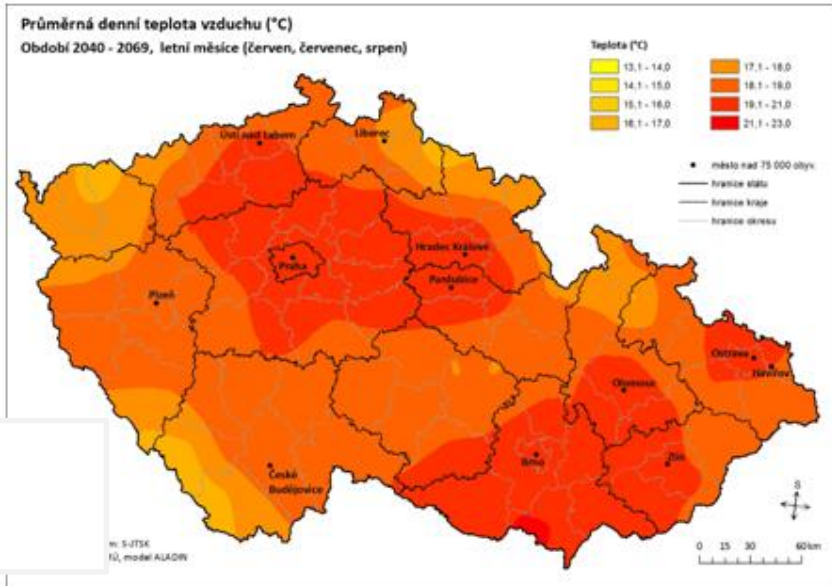 Průměrná denní teplota vzduchu (°C)
Období 2040 - 2069, letní měsíce (červen, červenec, srpen)
Teplota (°C)
13,1 - 14,0
14,1 - 15,0
15,1 - 16,0
16,1 - 17,0
17,1 - 18,0
18,1 - 19,0
19,1 - 21,0
21,1 - 23,0
město nad 75 000 obyv.
hranice státu
hranice kraje
hranice okresu
Ústí nad Labem
Liberec
Hradec Králové
Praha
Pardubice
Plzeň
Ostrava
Havířov
Olomouc
Zlín
Brno
České
Budějovice
S
S-JTSK
model ALADIN
0 15 30 60 km